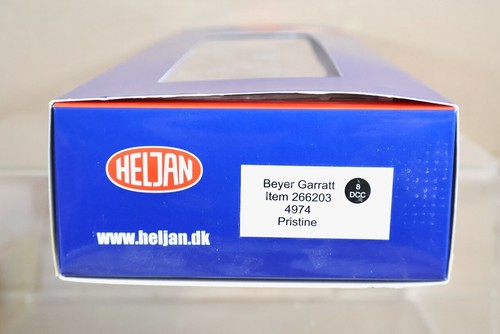 HELJAN
www.heljan.dk
Beyer Garratt
Item 266203
4974
Pristine
8
DCC